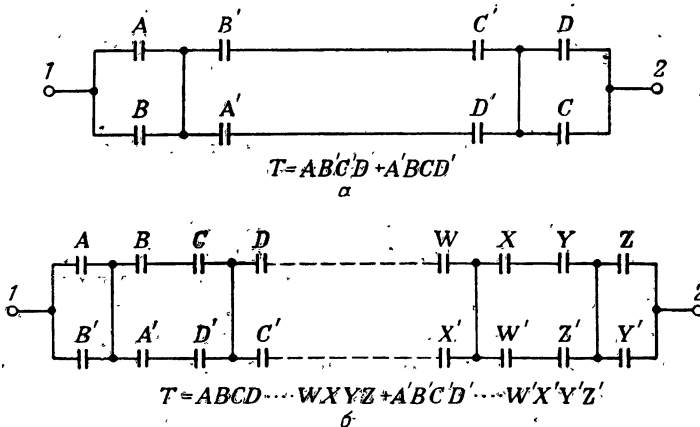 A B' C' D
1 2
B A' D' C
T=AB'C'D+A'BCD'
а
A B C D W X Y Z
1 2
B' A' D' C' X' W' Z' Y'
T=ABCD····WXYZ+A'B'C'D'····W'X'Y'Z'
б